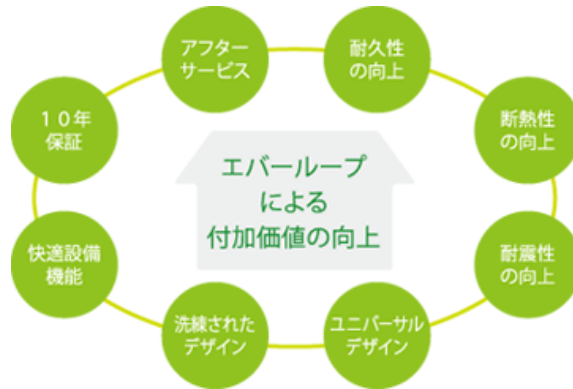 アフター
サービス
耐久性
の向上
１０年
保証
断熱性
の向上
エバーループ
による
付加価値の向上
快適設備
機能
耐震性
の向上
洗練された
デザイン
ユニバーサル
デザイン